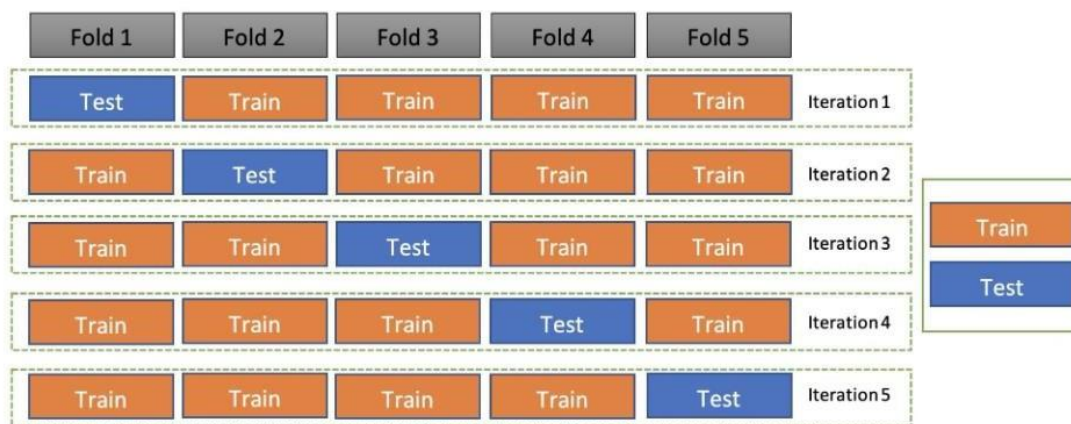 Fold 1 Fold 2 Fold 3 Fold 4 Fold 5
Test Train Train Train Train Iteration 1
Train Test Train Train Train Iteration 2
Train Train Test Train Train Iteration 3
Train Train Train Test Train Iteration 4
Train Train Train Train Test Iteration 5
Train
Test